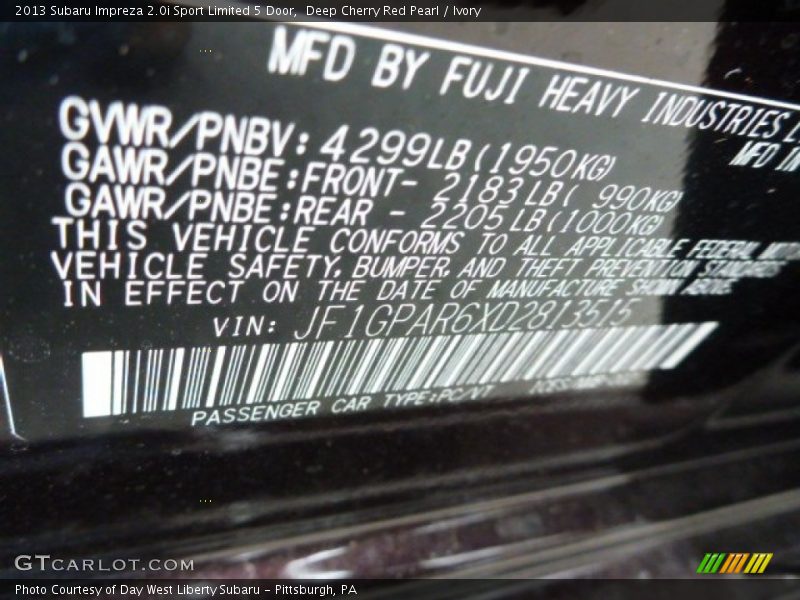 2013 Subaru Impreza 2.0i Sport Limited 5 Door, Deep Cherry Red Pearl / Ivory
MFD BY FUJI HEAVY INDUSTRIES
MFD IN
GVWR/PNBV: 4299LB(1950KG)
GAWR/PNBE:FRONT- 2183LB( 990KG)
GAWR/PNBE:REAR - 2205LB(1000KG)
THIS VEHICLE CONFORMS TO ALL APPLICABLE FEDERAL MOTOR
VEHICLE SAFETY, BUMPER, AND THEFT PREVENTION STANDARDS
IN EFFECT ON THE DATE OF MANUFACTURE SHOWN ABOVE
VIN: JF1GPAR6XD2813515
PASSENGER CAR TYPE:PC/VT
GTCARLOT.COM
Photo Courtesy of Day West Liberty Subaru - Pittsburgh, PA